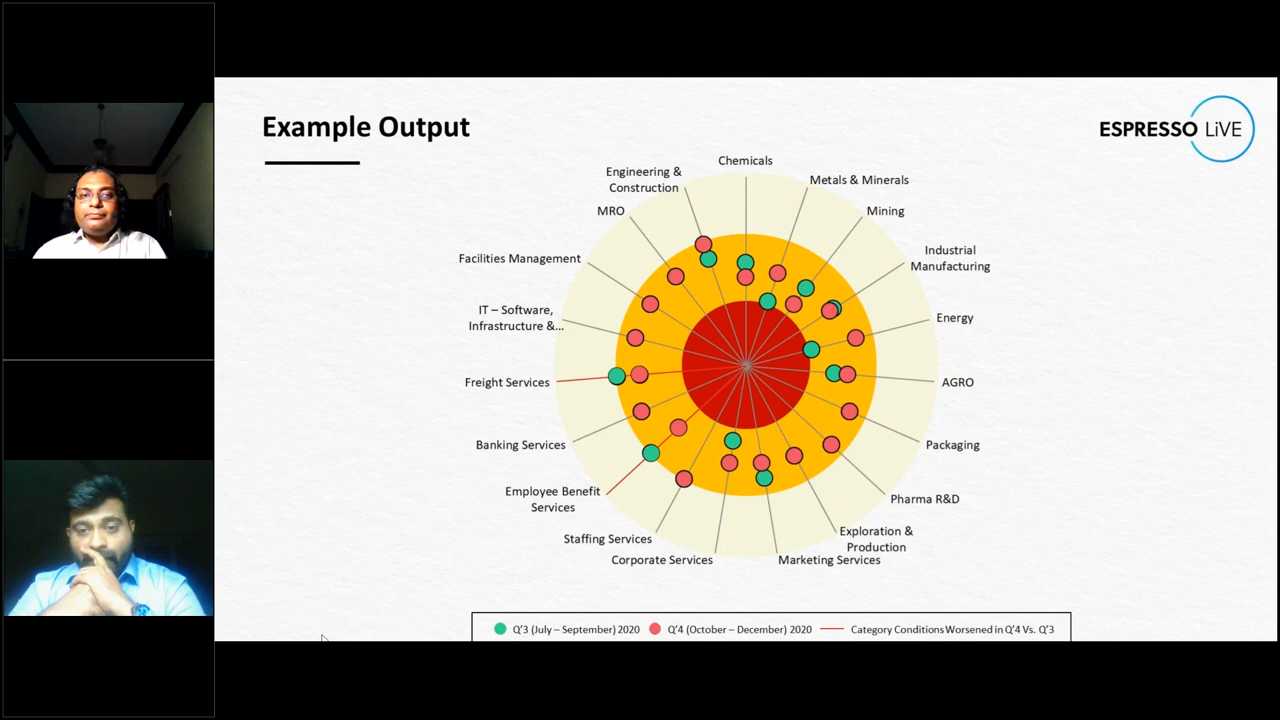 Example Output
ESPRESSO LiVE
Chemicals
Engineering &
Construction
Metals & Minerals
MRO
Mining
Facilities Management
Industrial
Manufacturing
IT – Software,
Infrastructure &...
Energy
Freight Services
AGRO
Banking Services
Packaging
Employee Benefit
Services
Pharma R&D
Staffing Services
Exploration &
Production
Corporate Services
Marketing Services
Q'3 (July – September) 2020
Q'4 (October – December) 2020
Category Conditions Worsened in Q'4 Vs. Q'3